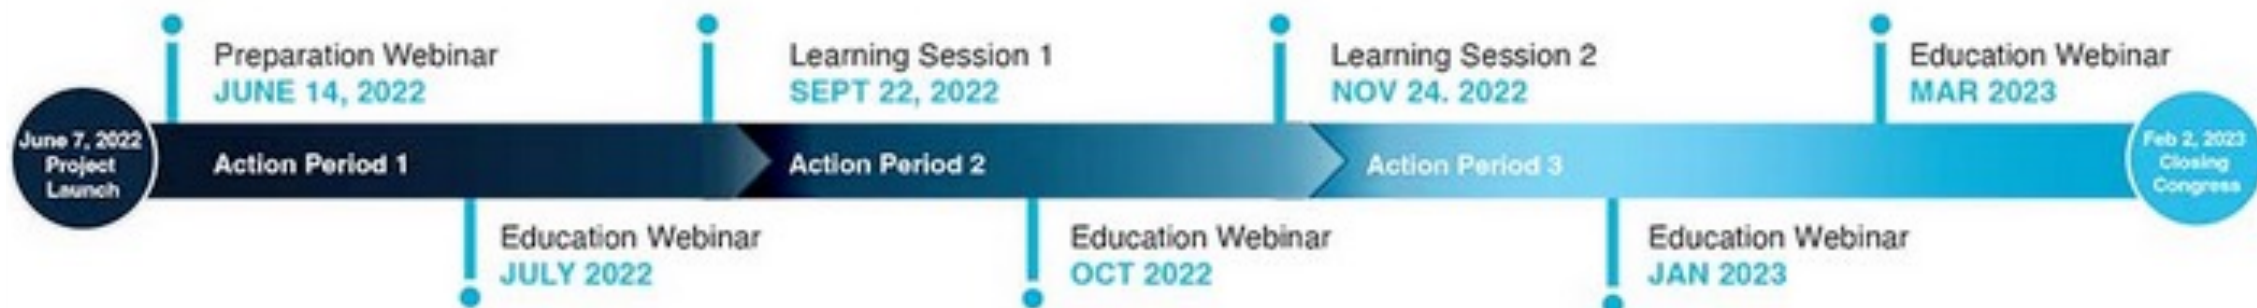 Preparation Webinar
JUNE 14, 2022
Learning Session 1
SEPT 22, 2022
Learning Session 2
NOV 24. 2022
Education Webinar
MAR 2023
June 7, 2022
Project
Launch
Action Period 1
Action Period 2
Action Period 3
Feb 2, 2023
Closing
Congress
Education Webinar
JULY 2022
Education Webinar
OCT 2022
Education Webinar
JAN 2023